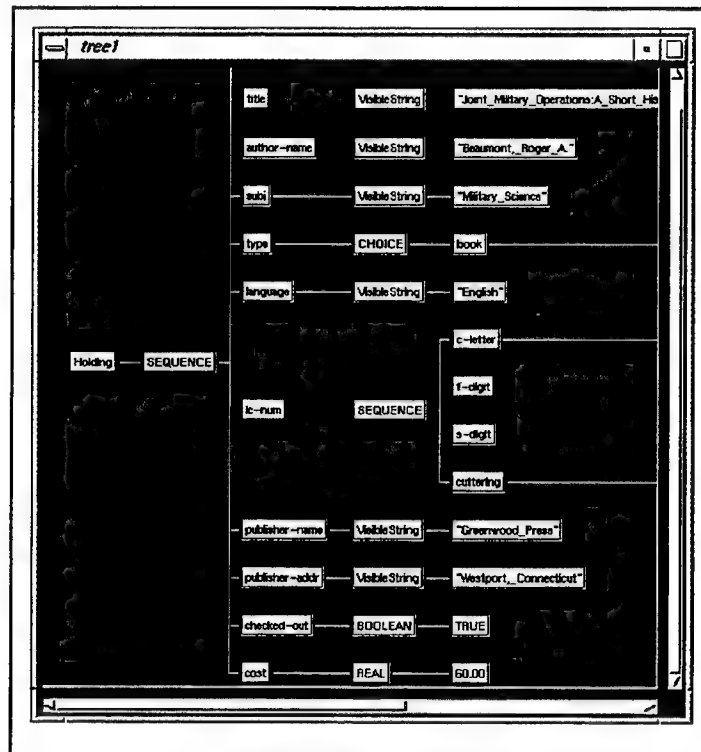 tree1
title VisibleString "Joint_Military_Operations:A_Short_His
author-name VisibleString "Beaumont,_Roger_A."
subj VisibleString "Military_Science"
type CHOICE book
language VisibleString "English"
c-letter
Holding SEQUENCE
f-digit
lc-num SEQUENCE
s-digit
cuttering
publisher-name VisibleString "Greenwood_Press"
publisher-addr VisibleString "Westport,_Connecticut"
checked-out BOOLEAN TRUE
cost REAL 60.00